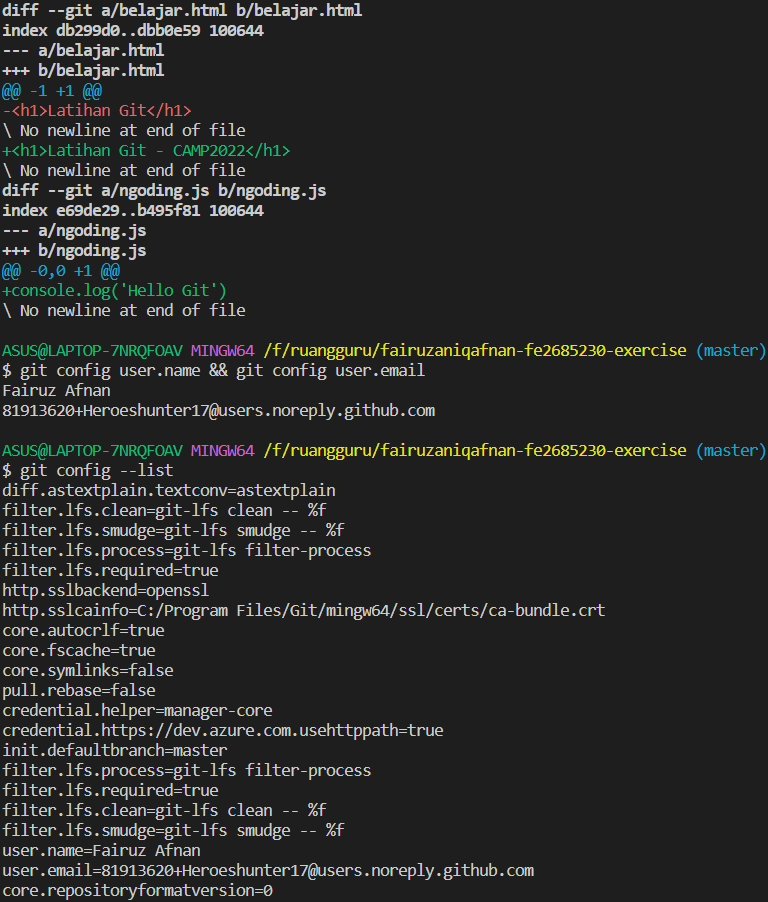 diff --git a/belajar.html b/belajar.html
index db299d0..dbb0e59 100644
--- a/belajar.html
+++ b/belajar.html
@@ -1 +1 @@
-<h1>Latihan Git</h1>
\ No newline at end of file
+<h1>Latihan Git - CAMP2022</h1>
\ No newline at end of file
diff --git a/ngoding.js b/ngoding.js
index e69de29..b495f81 100644
--- a/ngoding.js
+++ b/ngoding.js
@@ -0,0 +1 @@
+console.log('Hello Git')
\ No newline at end of file
ASUS@LAPTOP-7NRQFOAV MINGW64 /f/ruangguru/fairuzaniqafnan-fe2685230-exercise (master)
$ git config user.name && git config user.email
Fairuz Afnan
81913620+Heroeshunter17@users.noreply.github.com
ASUS@LAPTOP-7NRQFOAV MINGW64 /f/ruangguru/fairuzaniqafnan-fe2685230-exercise (master)
$ git config --list
diff.astextplain.textconv=astextplain
filter.lfs.clean=git-lfs clean -- %f
filter.lfs.smudge=git-lfs smudge -- %f
filter.lfs.process=git-lfs filter-process
filter.lfs.required=true
http.sslbackend=openssl
http.sslcainfo=C:/Program Files/Git/mingw64/ssl/certs/ca-bundle.crt
core.autocrlf=true
core.fscache=true
core.symlinks=false
pull.rebase=false
credential.helper=manager-core
credential.https://dev.azure.com.usehttppath=true
init.defaultbranch=master
filter.lfs.process=git-lfs filter-process
filter.lfs.required=true
filter.lfs.clean=git-lfs clean -- %f
filter.lfs.smudge=git-lfs smudge -- %f
user.name=Fairuz Afnan
user.email=81913620+Heroeshunter17@users.noreply.github.com
core.repositoryformatversion=0